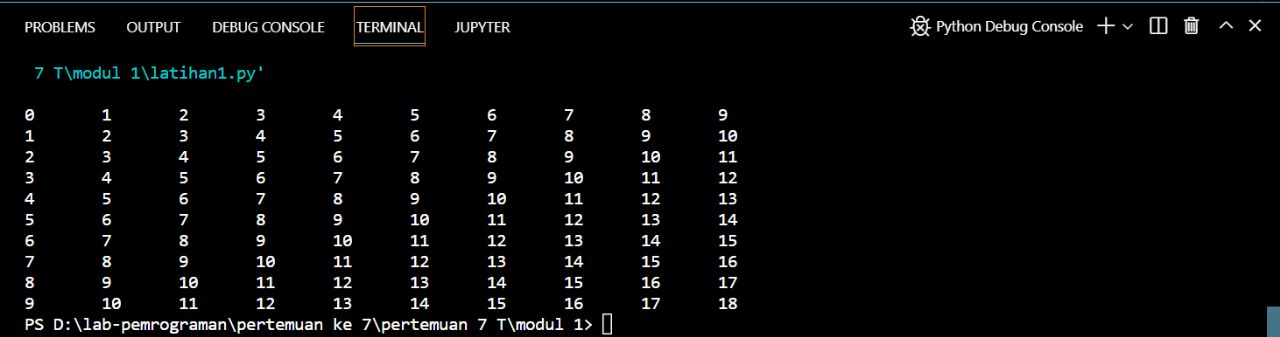 PROBLEMS OUTPUT DEBUG CONSOLE TERMINAL JUPYTER Python Debug Console
7 T\modul 1\latihan1.py'
0 1 2 3 4 5 6 7 8 9
1 2 3 4 5 6 7 8 9 10
2 3 4 5 6 7 8 9 10 11
3 4 5 6 7 8 9 10 11 12
4 5 6 7 8 9 10 11 12 13
5 6 7 8 9 10 11 12 13 14
6 7 8 9 10 11 12 13 14 15
7 8 9 10 11 12 13 14 15 16
8 9 10 11 12 13 14 15 16 17
9 10 11 12 13 14 15 16 17 18
PS D:\lab-pemrograman\pertemuan ke 7\pertemuan 7 T\modul 1>